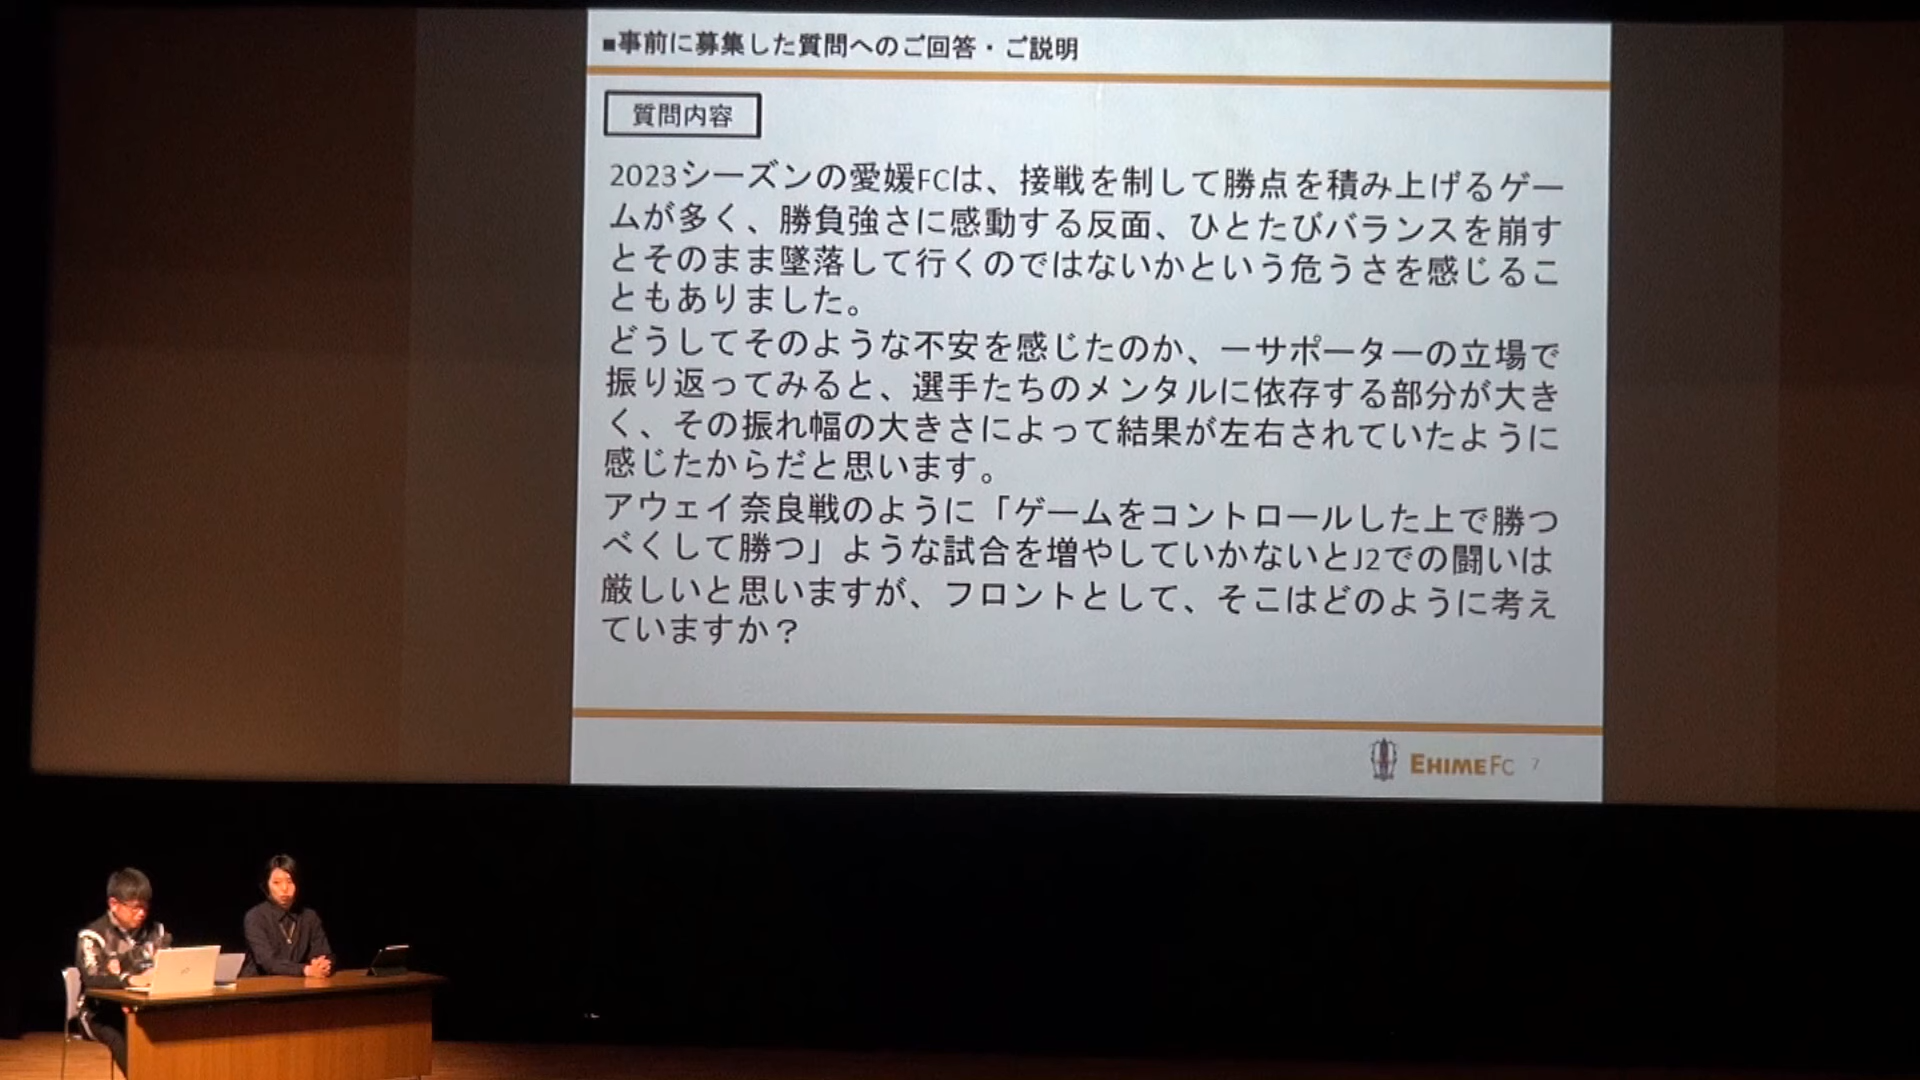 ■事前に募集した質問へのご回答・ご説明
質問内容
2023シーズンの愛媛FCは、接戦を制して勝点を積み上げるゲー
ムが多く、勝負強さに感動する反面、ひとたびバランスを崩す
とそのまま墜落して行くのではないかという危うさを感じるこ
ともありました。
どうしてそのような不安を感じたのか、一サポーターの立場で
振り返ってみると、選手たちのメンタルに依存する部分が大き
く、その振れ幅の大きさによって結果が左右されていたように
感じたからだと思います。
アウェイ奈良戦のように「ゲームをコントロールした上で勝つ
べくして勝つ」ような試合を増やしていかないとJ2での闘いは
厳しいと思いますが、フロントとして、そこはどのように考え
ていますか？
EHIME FC 7